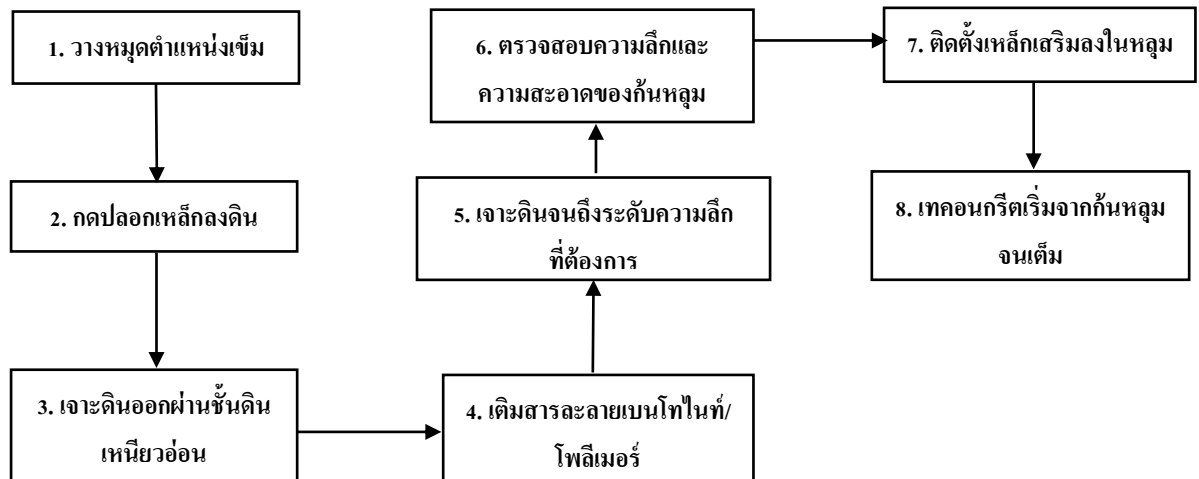 1. วางหมุดตำแหน่งเข็ม
2. กดปลอกเหล็กลงดิน
3. เจาะดินออกผ่านชั้นดิน
เหนียวอ่อน
4. เติมสารละลายเบนโทไนท์/
โพลีเมอร์
5. เจาะดินจนถึงระดับความลึก
ที่ต้องการ
6. ตรวจสอบความลึกและ
ความสะอาดของก้นหลุม
7. ติดตั้งเหล็กเสริมลงในหลุม
8. เทคอนกรีตเริ่มจากก้นหลุม
จนเต็ม